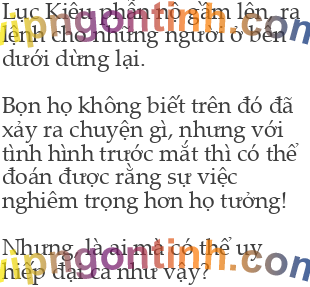 Lục Kiêu phẫn nộ gầm lên, ra
lệnh cho những người ở bên
dưới dừng lại.
Bọn họ không biết trên đó đã
xảy ra chuyện gì, nhưng với
tình hình trước mắt thì có thể
đoán được rằng sự việc
nghiêm trọng hơn họ tưởng!
Nhưng, là ai mà có thể uy
hiếp đại ca như vậy?